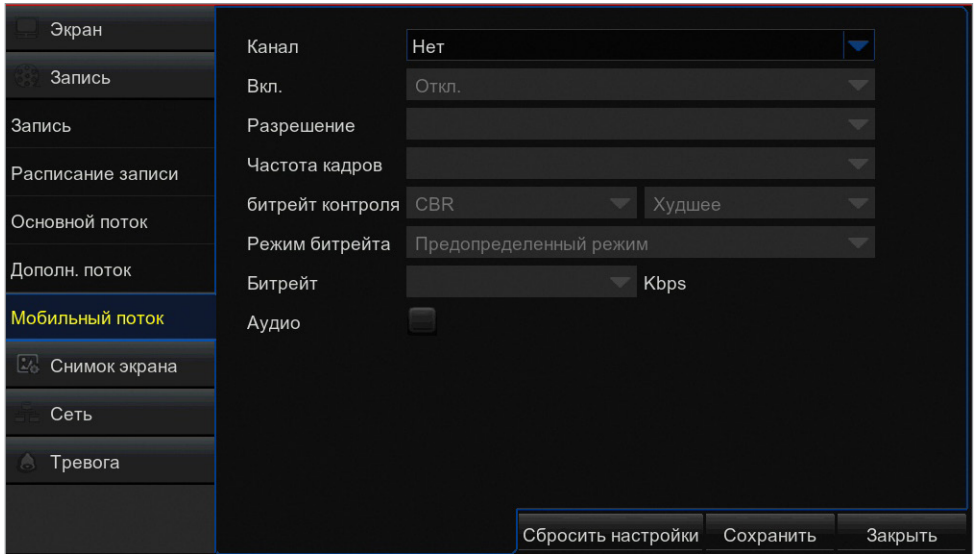 Экран
Запись
Запись
Расписание записи
Основной поток
Дополн. поток
Мобильный поток
Снимок экрана
Сеть
Тревога
Канал Нет
Вкл. Откл.
Разрешение
Частота кадров
битрейт контроля CBR Худшее
Режим битрейта Предопределенный режим
Битрейт Kbps
Аудио
Сбросить настройки Сохранить Закрыть